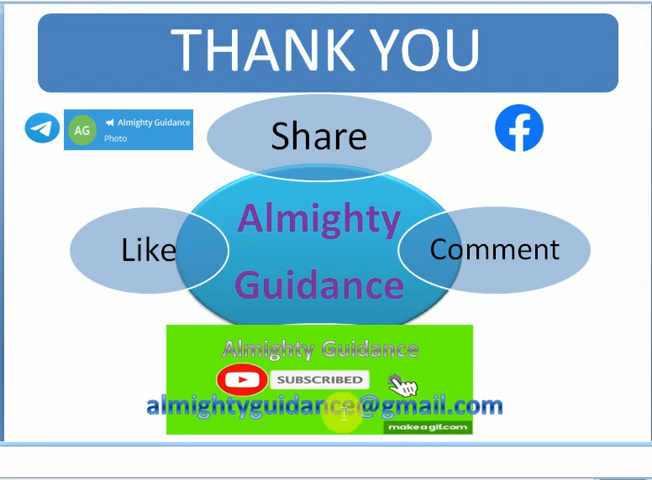 THANK YOU
AG
Almighty Guidance
Photo
Share
Like
Almighty
Guidance
Comment
Almighty Guidance
SUBSCRIBED
almightyguidance@gmail.com
make a gif.com